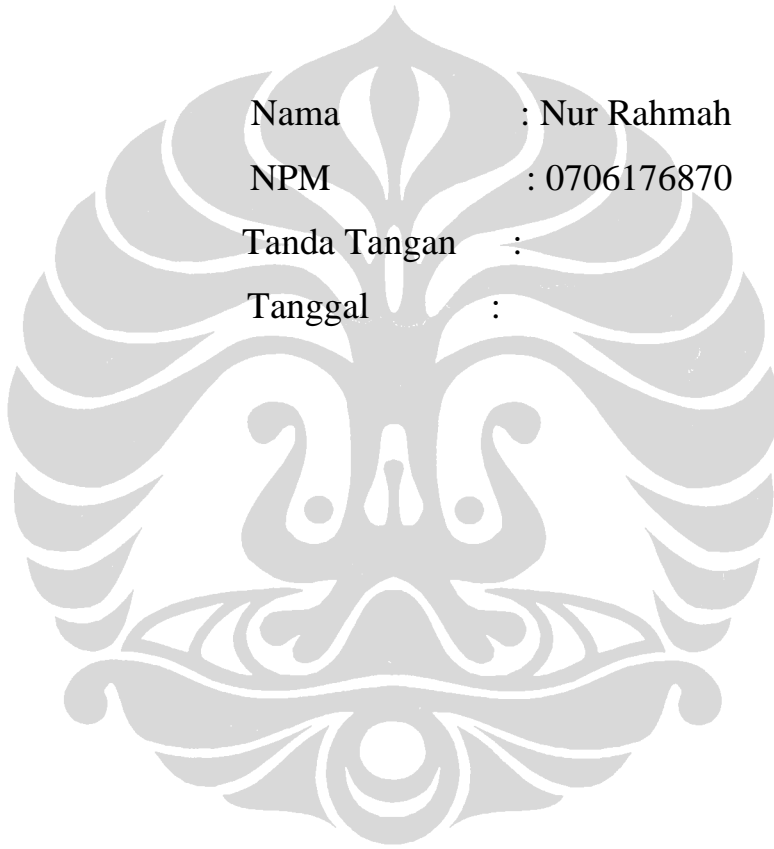 Nama : Nur Rahmah
NPM : 0706176870
Tanda Tangan :
Tanggal :